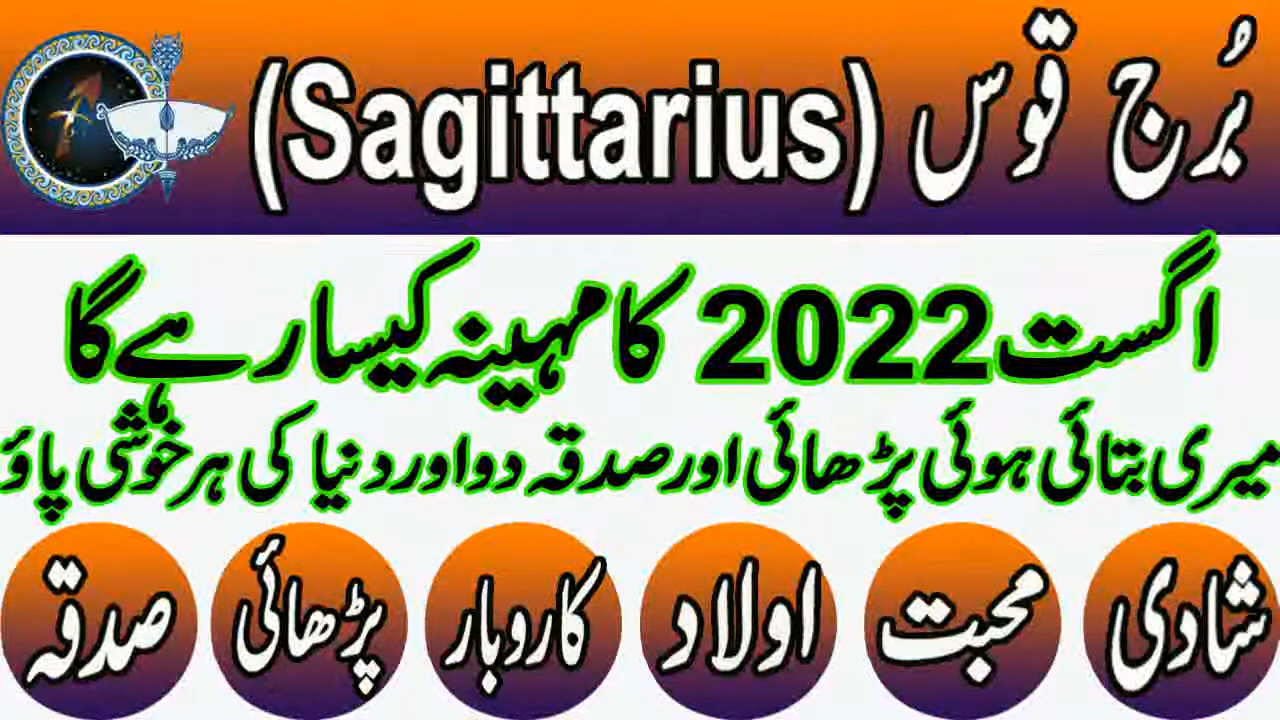 بُرج قوس (Sagittarius)
اگست 2022 کا مہینہ کیسا رہے گا
میری بتائی ہوئی پڑھائی اور صدقہ دو اور دنیا کی ہر خوشی پاؤ
شادی محبت اولاد کاروبار پڑھائی صدقہ